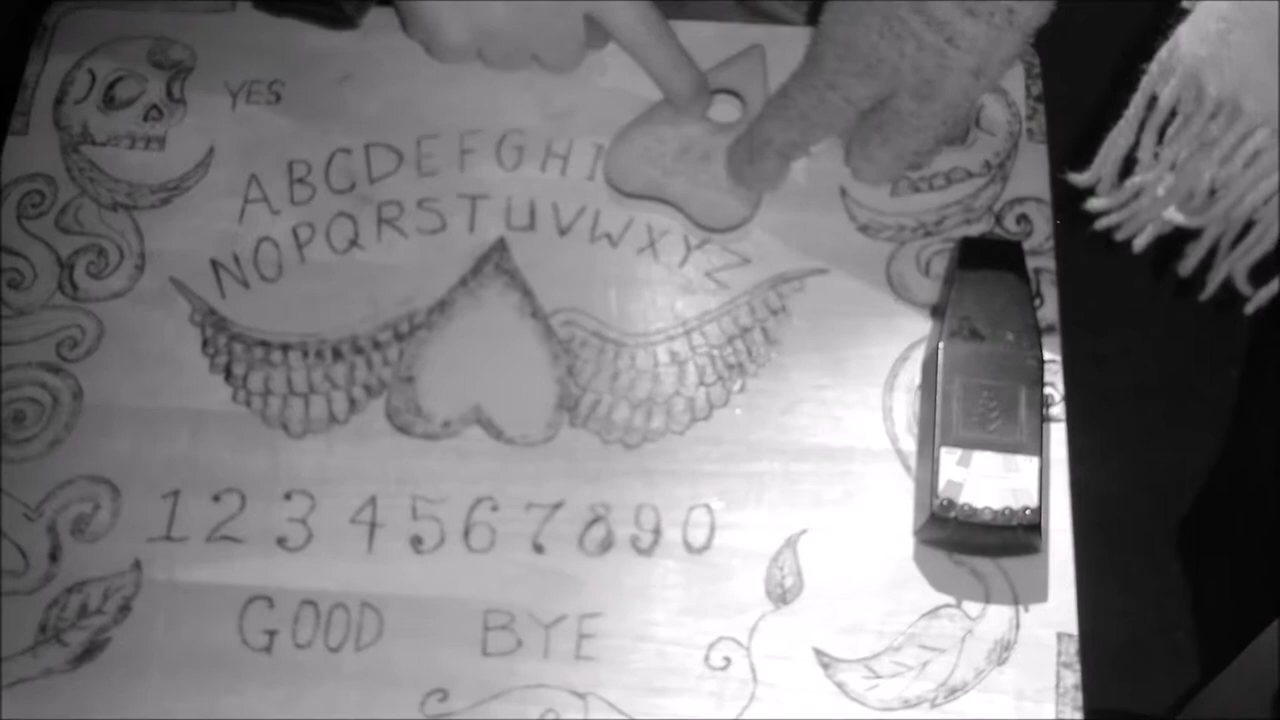 YES
ABCDEFGHI
NOPQRSTUVWXYZ
1234567890
GOOD BYE